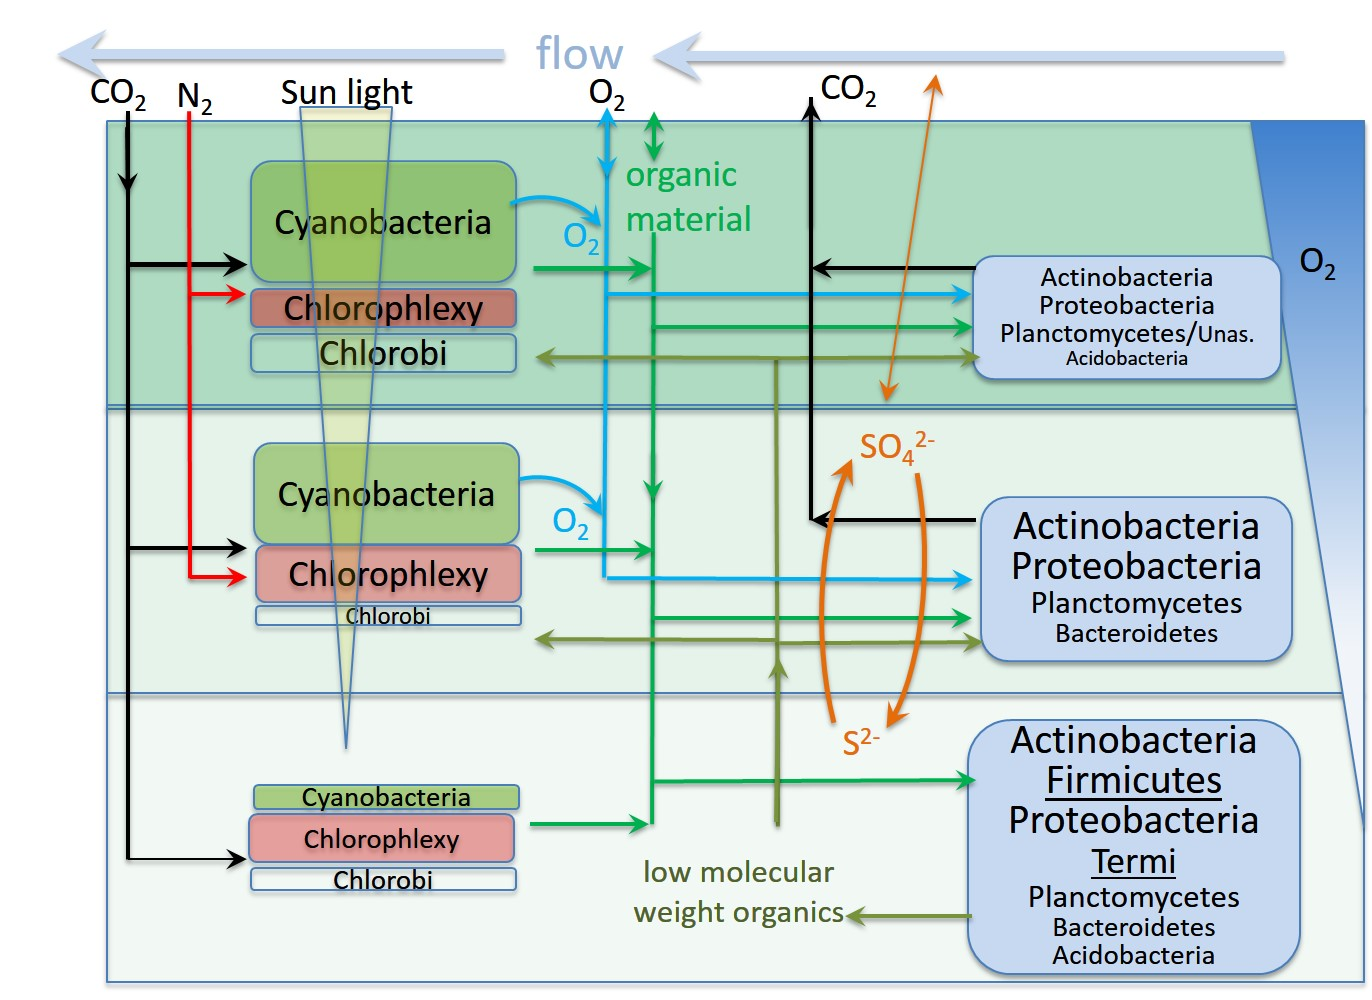 flow
CO₂
N₂
Sun light
O₂
CO₂
organic
material
Cyanobacteria
O₂
Chlorophlexy
Chlorobi
Actinobacteria
Proteobacteria
Planctomycetes/Unas.
Acidobacteria
O₂
Cyanobacteria
O₂
Chlorophlexy
Chlorobi
SO₄²⁻
S²⁻
Actinobacteria
Proteobacteria
Planctomycetes
Bacteroidetes
Cyanobacteria
Chlorophlexy
Chlorobi
low molecular
weight organics
Actinobacteria
Firmicutes
Proteobacteria
Termi
Planctomycetes
Bacteroidetes
Acidobacteria